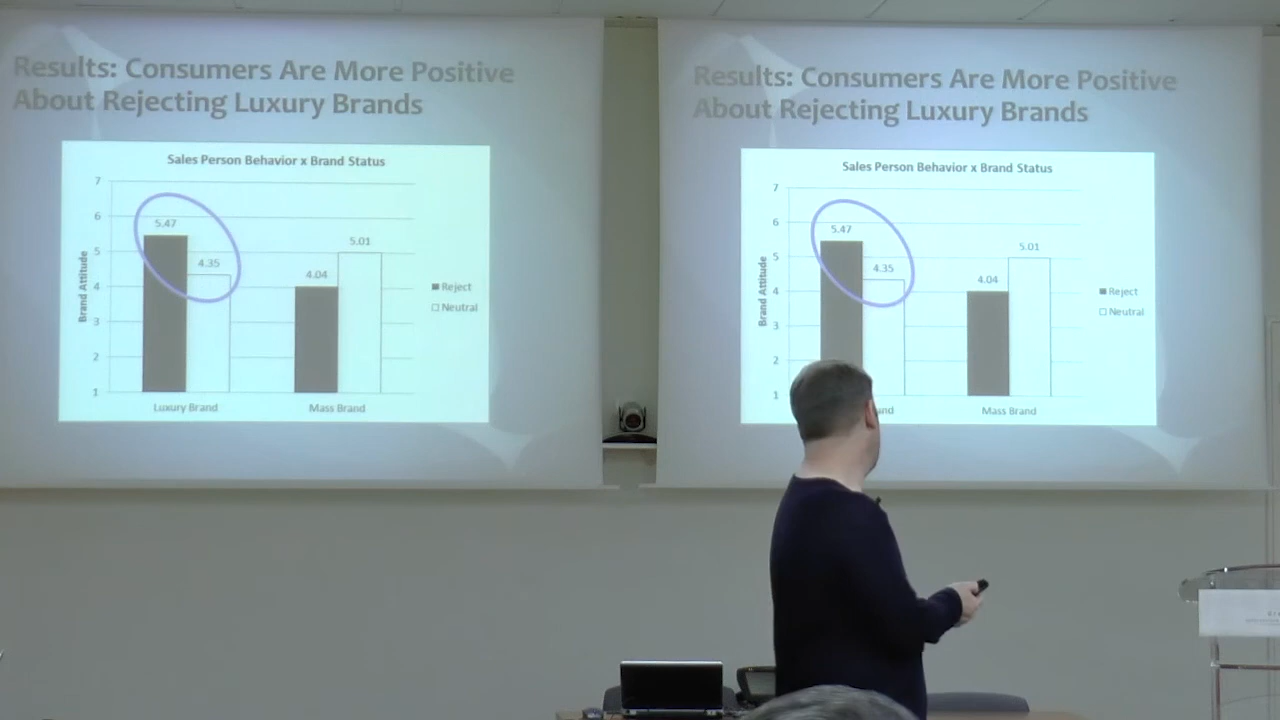 Results: Consumers Are More Positive
About Rejecting Luxury Brands
Sales Person Behavior x Brand Status
7
6
5
4
3
2
1
Brand Attitude
5.47
4.35
4.04
5.01
Reject
Neutral
Luxury Brand
Mass Brand
Results: Consumers Are More Positive
About Rejecting Luxury Brands
Sales Person Behavior x Brand Status
7
6
5
4
3
2
1
Brand Attitude
5.47
4.35
4.04
5.01
Reject
Neutral
Mass Brand